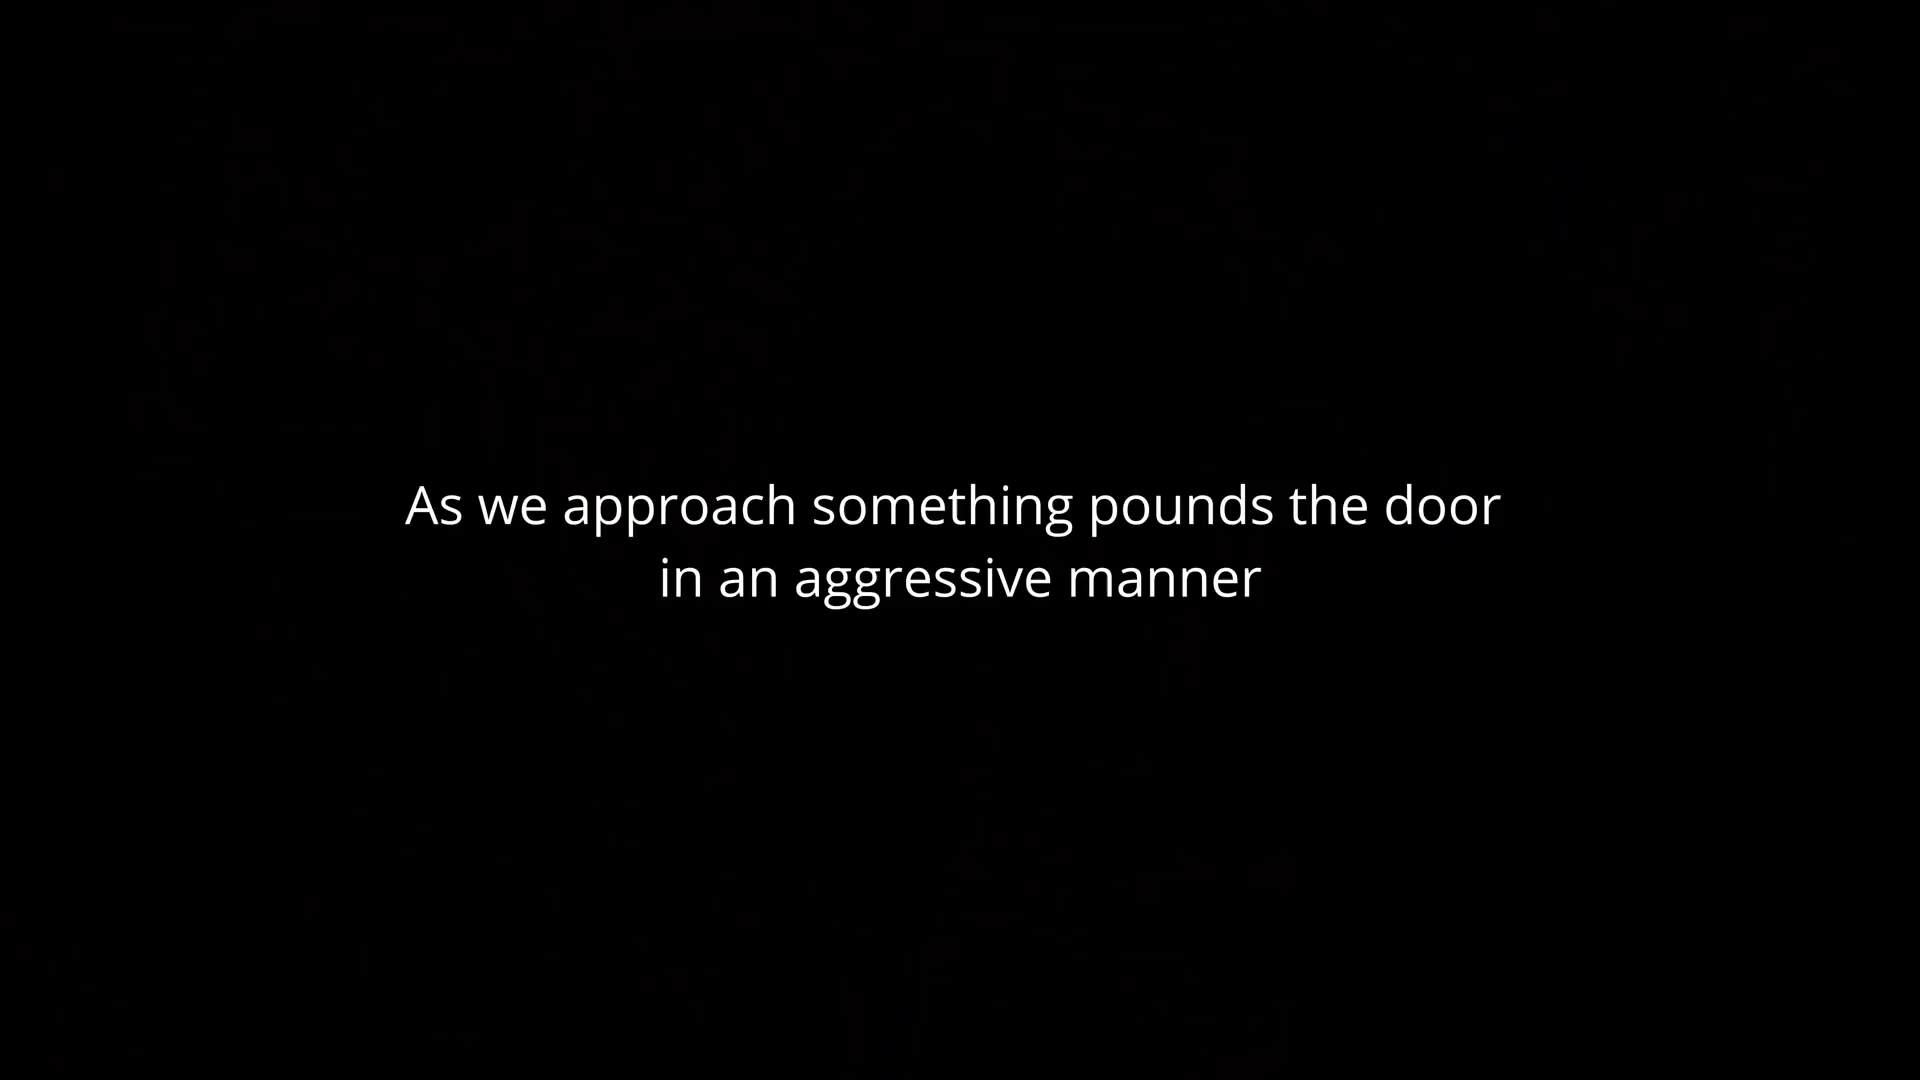 As we approach something pounds the door
in an aggressive manner